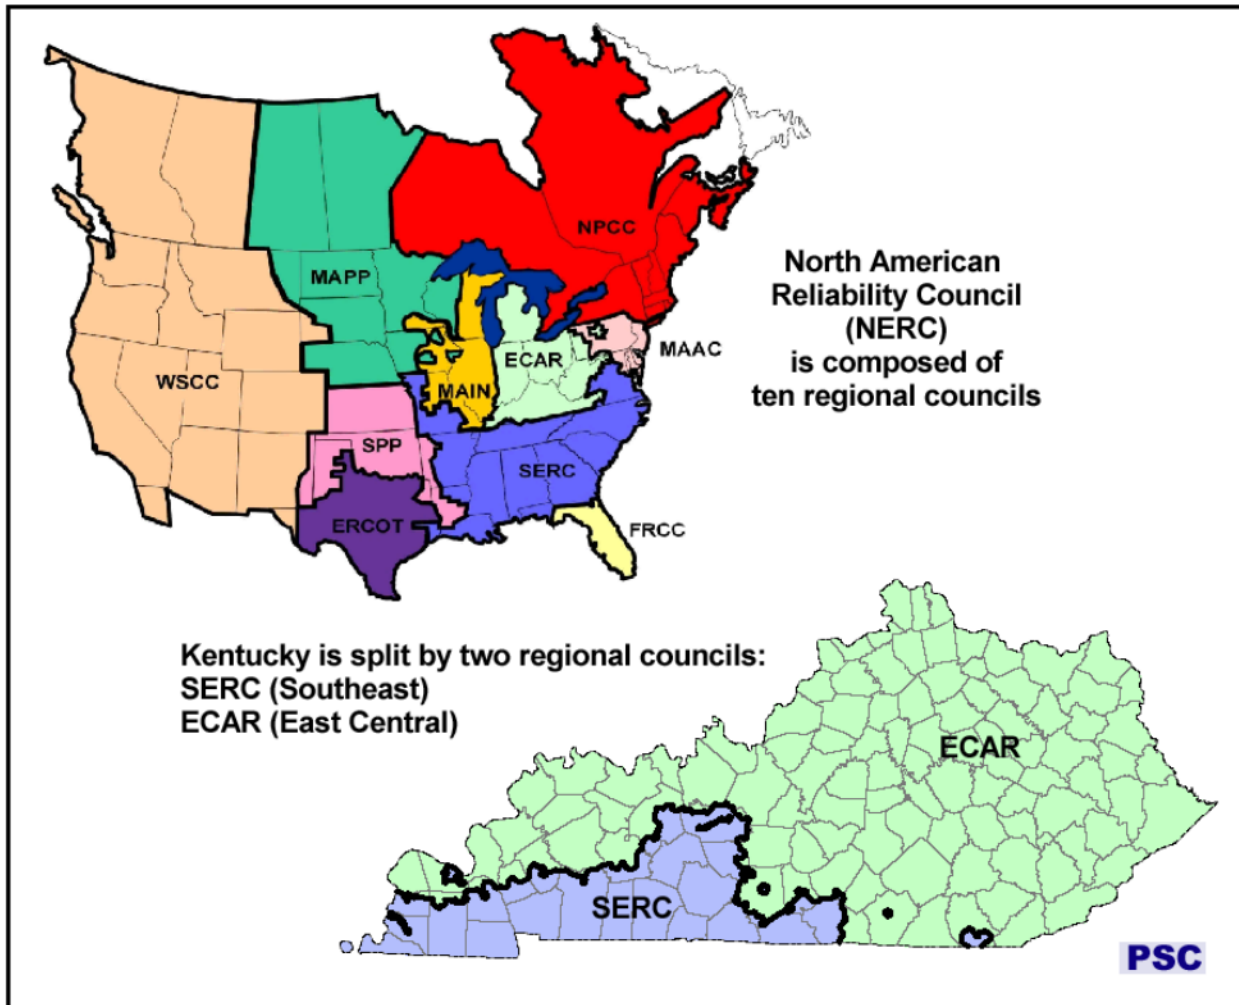 NPCC
MAPP
MAAC
ECAR
WSCC
MAIN
SPP
SERC
ERCOT
FRCC
North American
Reliability Council
(NERC)
is composed of
ten regional councils
Kentucky is split by two regional councils:
SERC (Southeast)
ECAR (East Central)
ECAR
SERC
PSC